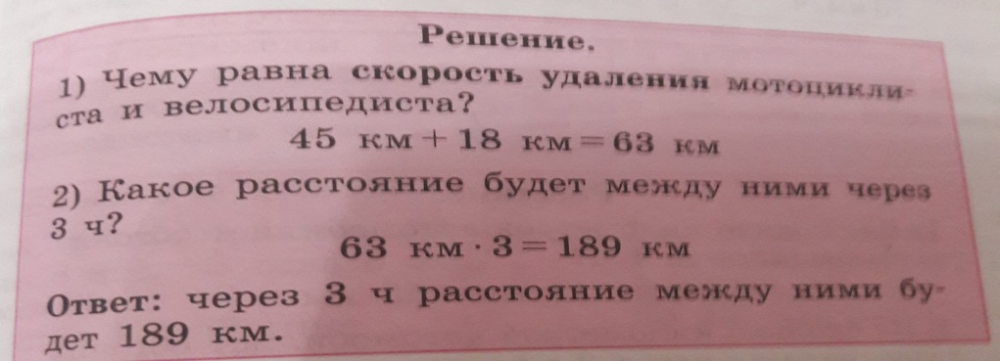 Решение.
1) Чему равна скорость удаления мотоцикли-
ста и велосипедиста?
45 км + 18 км = 63 км
2) Какое расстояние будет между ними через
3 ч?
63 км · 3 = 189 км
Ответ: через 3 ч расстояние между ними бу-
дет 189 км.